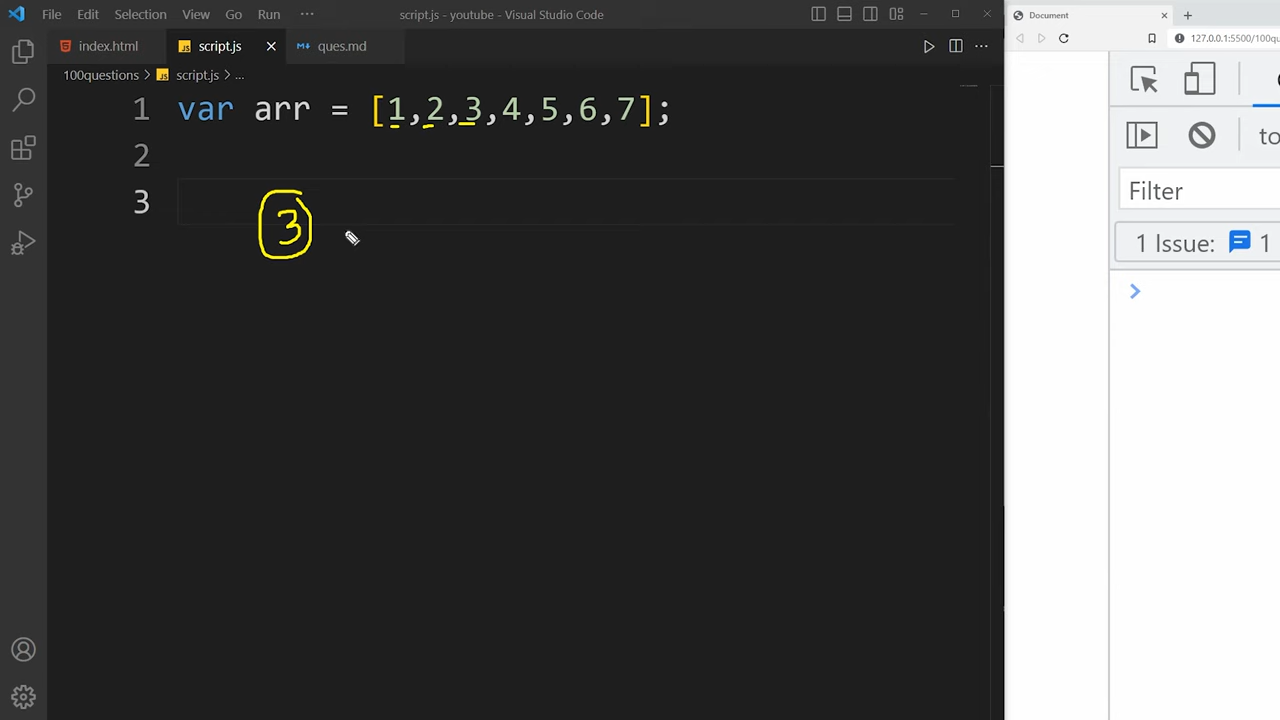 File Edit Selection View Go Run ··· script.js - youtube - Visual Studio Code
index.html script.js ques.md
100questions > script.js > ...
1 var arr = [1,2,3,4,5,6,7];
2
3
3
Document
127.0.0.1:5500/100qu
to
Filter
1 Issue: 1